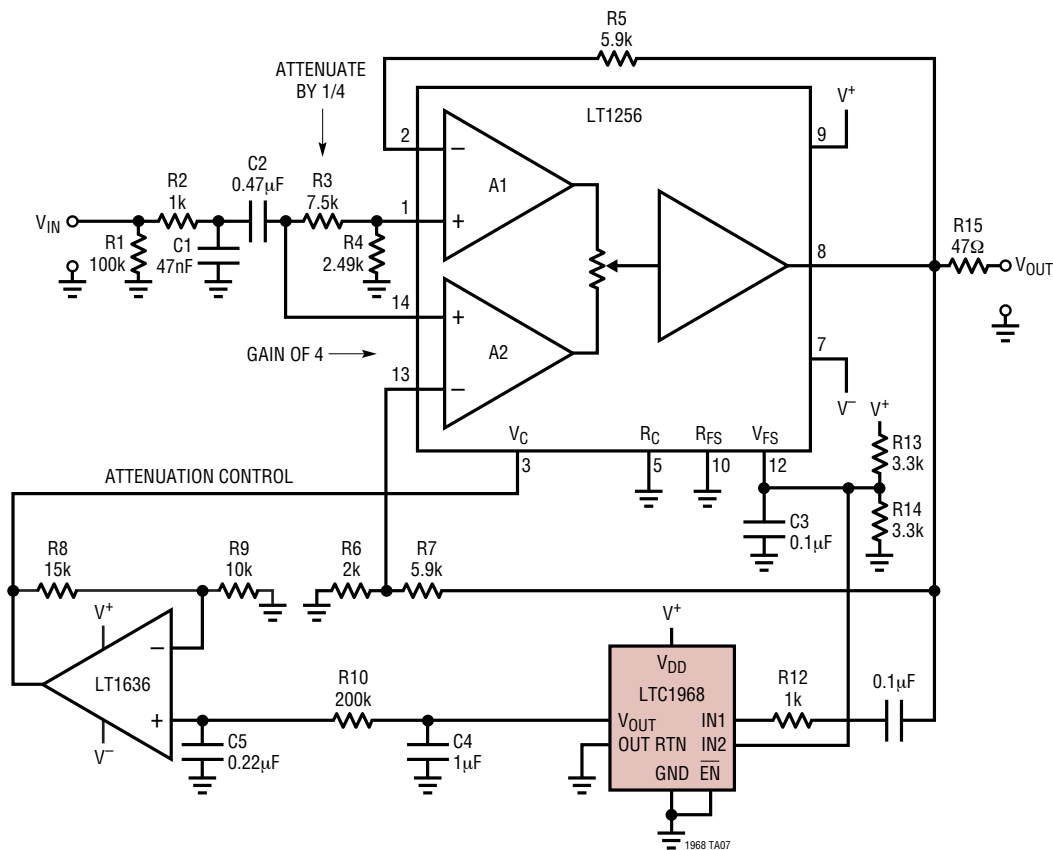 R5
5.9k
ATTENUATE
BY 1/4
LT1256
V+
2
9
−
A1
C2
0.47μF
R3
7.5k
R2
1k
1
+
VIN
R1
100k
C1
47nF
R4
2.49k
R15
47Ω
8
VOUT
14
+
A2
GAIN OF 4
13
−
7
V−
V+
VC
RC
RFS
VFS
R13
3.3k
3
5
10
12
ATTENUATION CONTROL
C3
0.1μF
R14
3.3k
R8
15k
R9
10k
R6
2k
R7
5.9k
V+
V+
−
VDD
LT1636
LTC1968
R12
1k
0.1μF
R10
200k
+
VOUT
IN1
OUT RTN
IN2
V−
C5
0.22μF
C4
1μF
GND
EN
1968 TA07